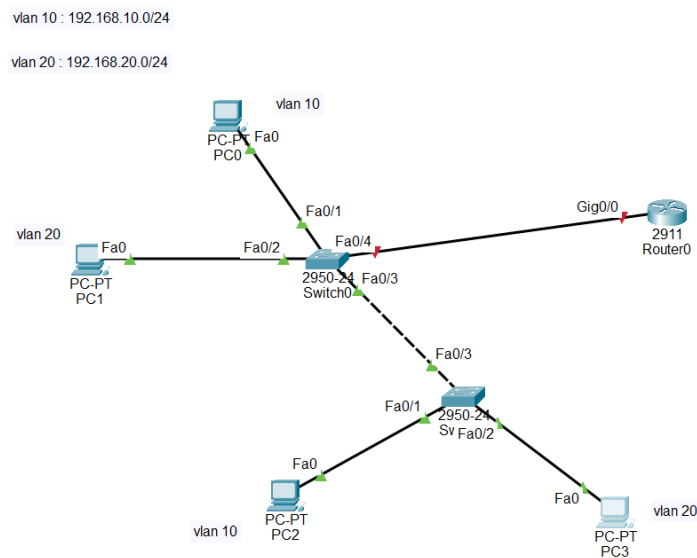 vlan 10 : 192.168.10.0/24
vlan 20 : 192.168.20.0/24
vlan 10
Fa0
PC-PT
PC0
Fa0/1
Gig0/0
2911
Router0
vlan 20
Fa0
Fa0/2
Fa0/4
PC-PT
PC1
2950-24
Switch0
Fa0/3
Fa0/3
Fa0/1
2950-24
Fa0/2
Fa0
PC-PT
PC2
vlan 10
Fa0
PC-PT
PC3
vlan 20